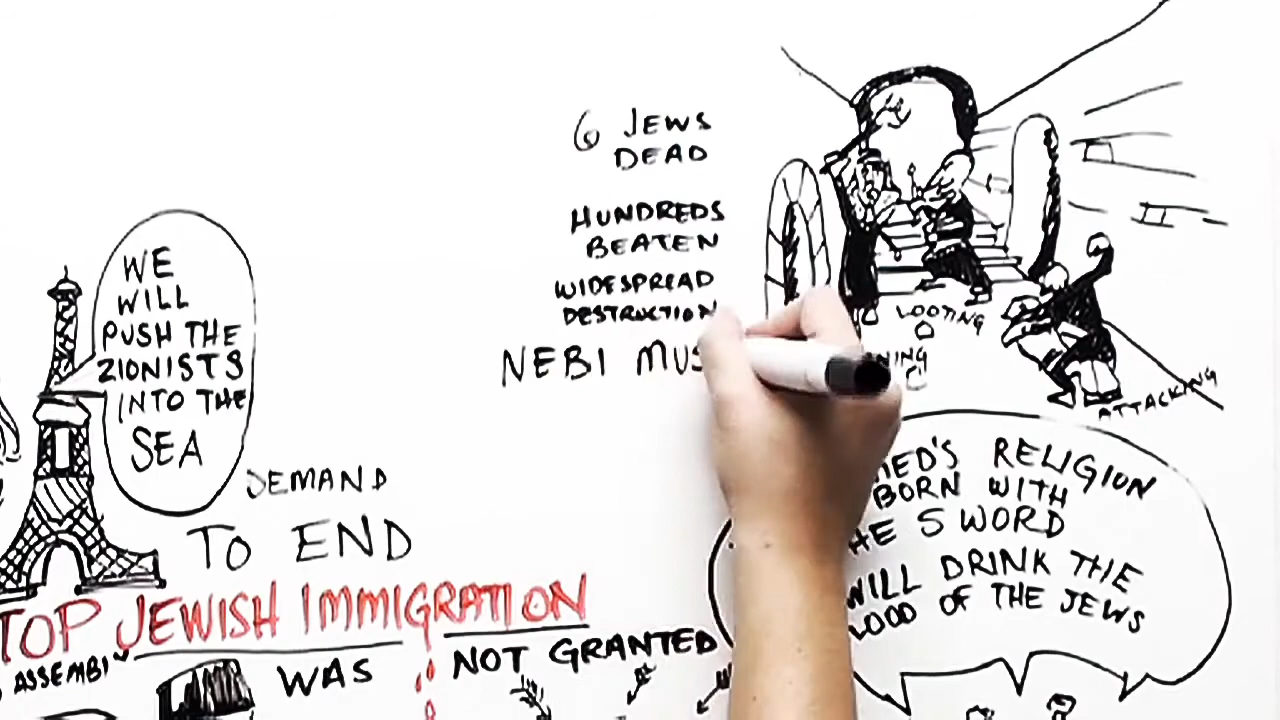 6 JEWS
DEAD
HUNDREDS
BEATEN
WIDESPREAD
DESTRUCTION
NEBI
LOOTING
ATTACKING
WE
WILL
PUSH THE
ZIONISTS
INTO THE
SEA
DEMAND
TO END
JEWISH IMMIGRATION
WAS
NOT GRANTED
RELIGION
BORN WITH
SWORD
WILL DRINK THE
OF THE JEWS